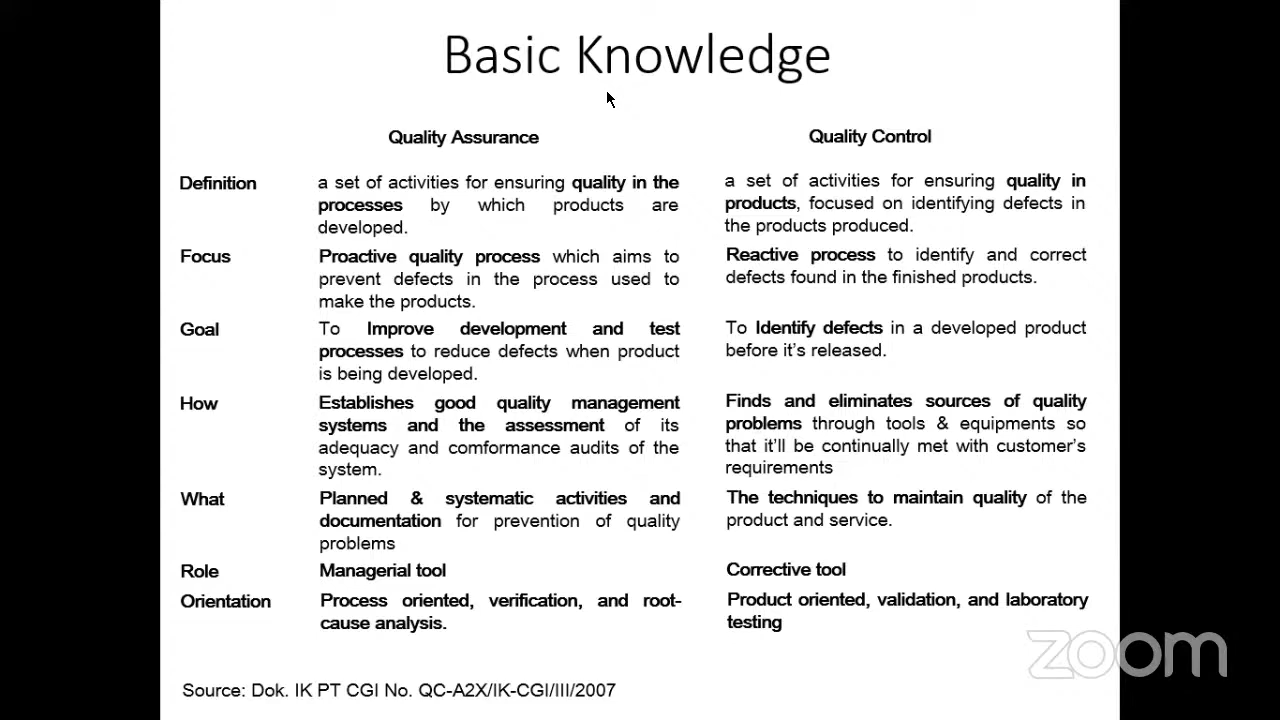 Basic Knowledge
Quality Assurance
Quality Control
Definition
a set of activities for ensuring quality in the
processes by which products are
developed.
a set of activities for ensuring quality in
products, focused on identifying defects in
the products produced.
Focus
Proactive quality process which aims to
prevent defects in the process used to
make the products.
Reactive process to identify and correct
defects found in the finished products.
Goal
To Improve development and test
processes to reduce defects when product
is being developed.
To Identify defects in a developed product
before it's released.
How
Establishes good quality management
systems and the assessment of its
adequacy and comformance audits of the
system.
Finds and eliminates sources of quality
problems through tools & equipments so
that it'll be continually met with customer's
requirements
What
Planned & systematic activities and
documentation for prevention of quality
problems
The techniques to maintain quality of the
product and service.
Role
Managerial tool
Corrective tool
Orientation
Process oriented, verification, and root-
cause analysis.
Product oriented, validation, and laboratory
testing
Source: Dok. IK PT CGI No. QC-A2X/IK-CGI/III/2007
zoom